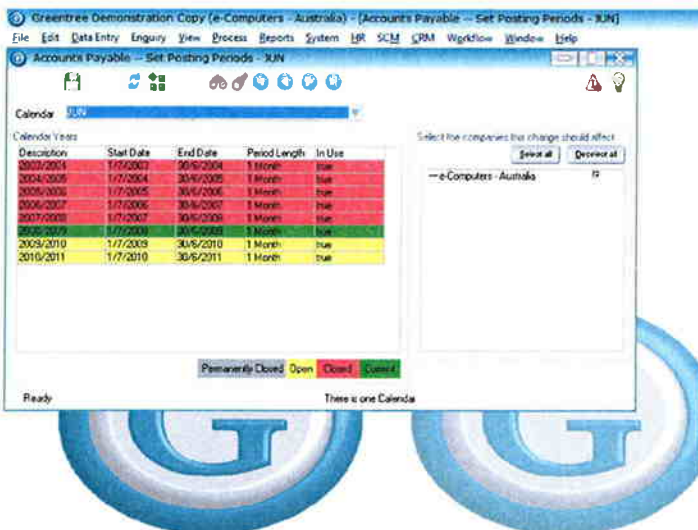 Greentree Demonstration Copy (e-Computers - Australia) - [Accounts Payable -- Set Posting Periods - JUN]
File Edit Data Entry Enquiry View Process Reports System HR SCM CRM Workflow Window Help
Accounts Payable -- Set Posting Periods - JUN
Calendar JUN
Calendar Years
Select the companies this change should affect
Select all Deselect all
Description Start Date End Date Period Length In Use
e-Computers - Australia
2003/2004 1/7/2003 30/6/2004 1 Month true
2004/2005 1/7/2004 30/6/2005 1 Month true
2005/2006 1/7/2005 30/6/2006 1 Month true
2006/2007 1/7/2006 30/6/2007 1 Month true
2007/2008 1/7/2007 30/6/2008 1 Month true
2008/2009 1/7/2008 30/6/2009 1 Month true
2009/2010 1/7/2009 30/6/2010 1 Month true
2010/2011 1/7/2010 30/6/2011 1 Month true
Permanently Closed Open Closed Current
Ready There is one Calendar
G G